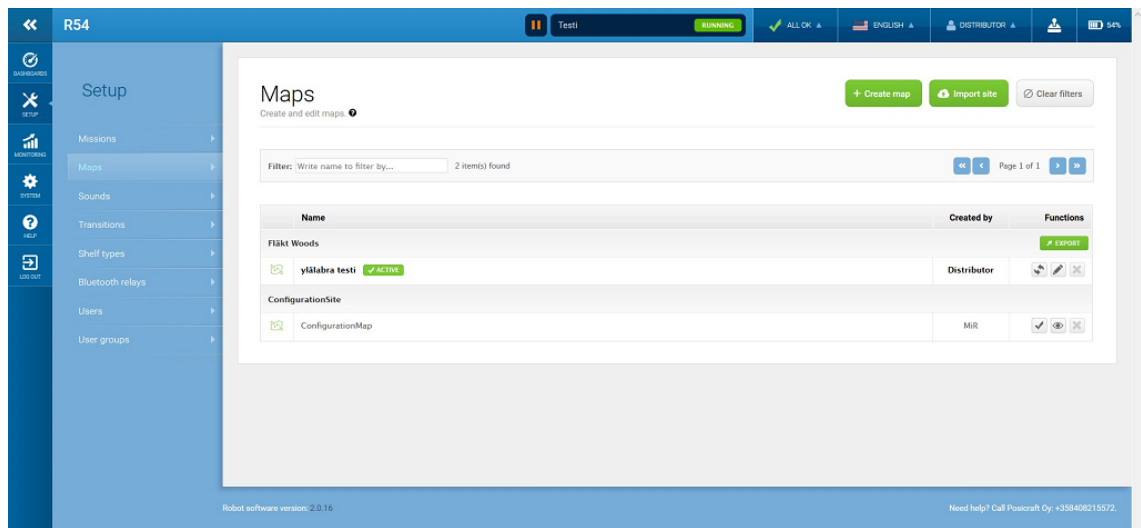 R54
Testi
RUNNING
ALL OK
ENGLISH
DISTRIBUTOR
54%
DASHBOARDS
SETUP
MONITORING
SYSTEM
HELP
LOG OUT
Setup
Missions
Maps
Sounds
Transitions
Shelf types
Bluetooth relays
Users
User groups
Maps
Create and edit maps.
+ Create map
Import site
Clear filters
Filter: Write name to filter by... 2 item(s) found
« ‹ Page 1 of 1 › »
Name Created by Functions
Fläkt Woods EXPORT
ylälabra testi ACTIVE Distributor
ConfigurationSite
ConfigurationMap MiR
Robot software version: 2.0.16
Need help? Call Posicraft Oy: +358408215572.